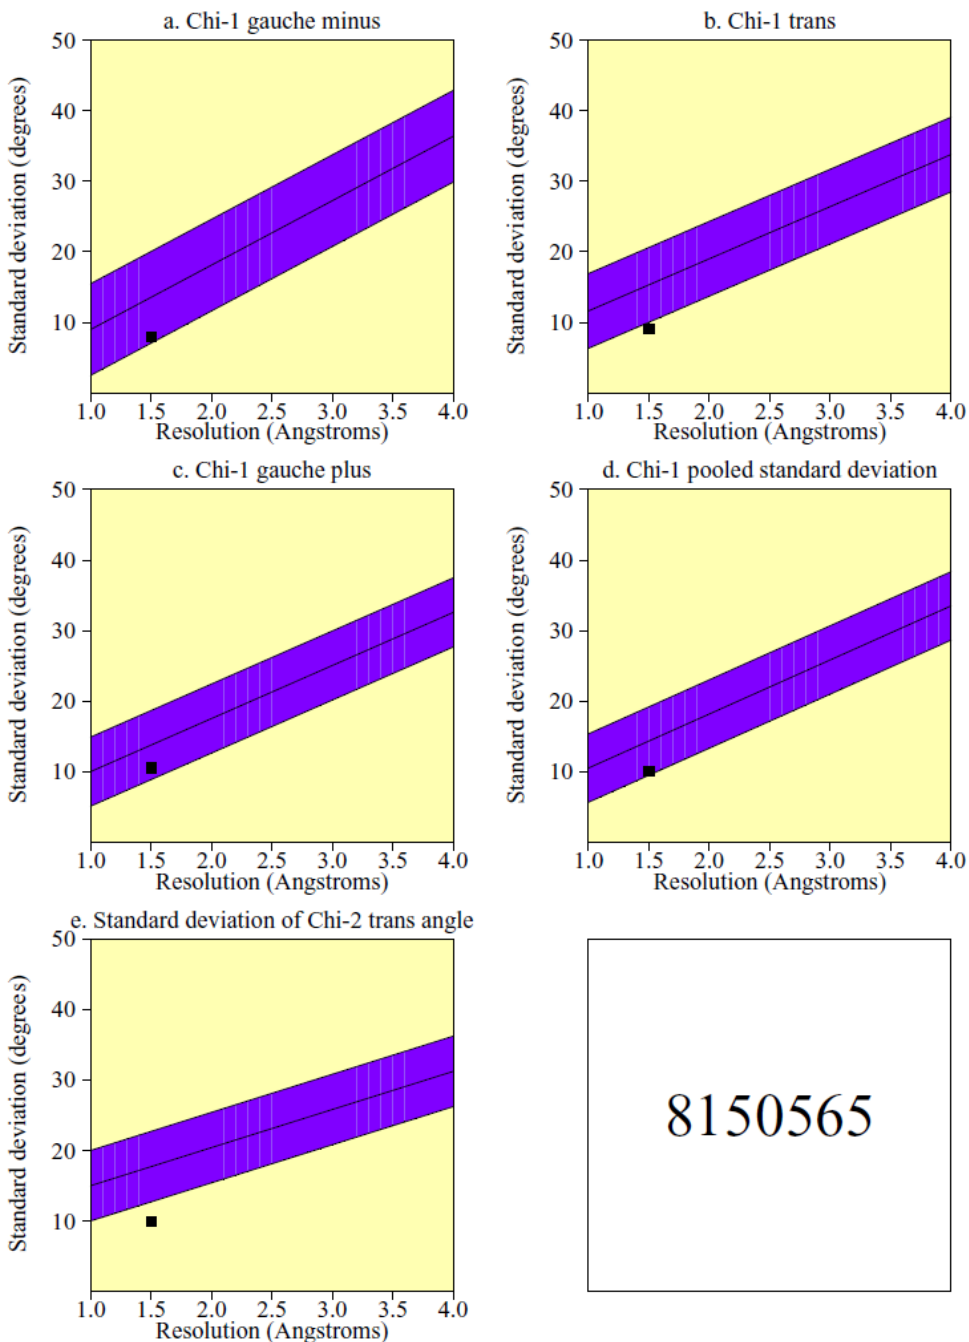 a. Chi-1 gauche minus
Standard deviation (degrees)
50
40
30
20
10
1.0 1.5 2.0 2.5 3.0 3.5 4.0
Resolution (Angstroms)
b. Chi-1 trans
Standard deviation (degrees)
50
40
30
20
10
1.0 1.5 2.0 2.5 3.0 3.5 4.0
Resolution (Angstroms)
c. Chi-1 gauche plus
Standard deviation (degrees)
50
40
30
20
10
1.0 1.5 2.0 2.5 3.0 3.5 4.0
Resolution (Angstroms)
d. Chi-1 pooled standard deviation
Standard deviation (degrees)
50
40
30
20
10
1.0 1.5 2.0 2.5 3.0 3.5 4.0
Resolution (Angstroms)
e. Standard deviation of Chi-2 trans angle
Standard deviation (degrees)
50
40
30
20
10
1.0 1.5 2.0 2.5 3.0 3.5 4.0
Resolution (Angstroms)
8150565